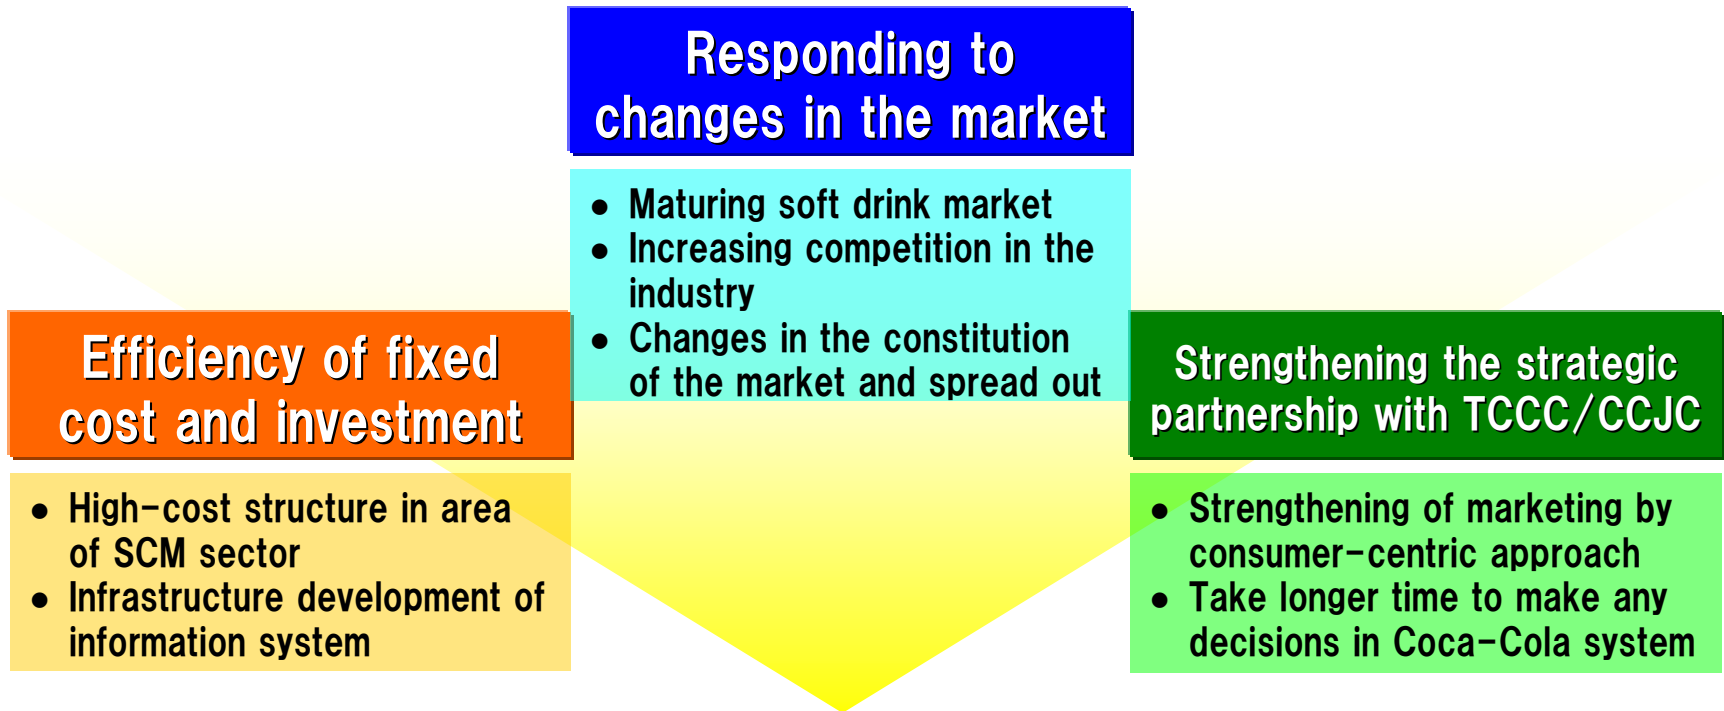 Responding to
changes in the market
● Maturing soft drink market
● Increasing competition in the
industry
● Changes in the constitution
of the market and spread out
Efficiency of fixed
cost and investment
● High-cost structure in area
of SCM sector
● Infrastructure development of
information system
Strengthening the strategic
partnership with TCCC/CCJC
● Strengthening of marketing by
consumer-centric approach
● Take longer time to make any
decisions in Coca-Cola system